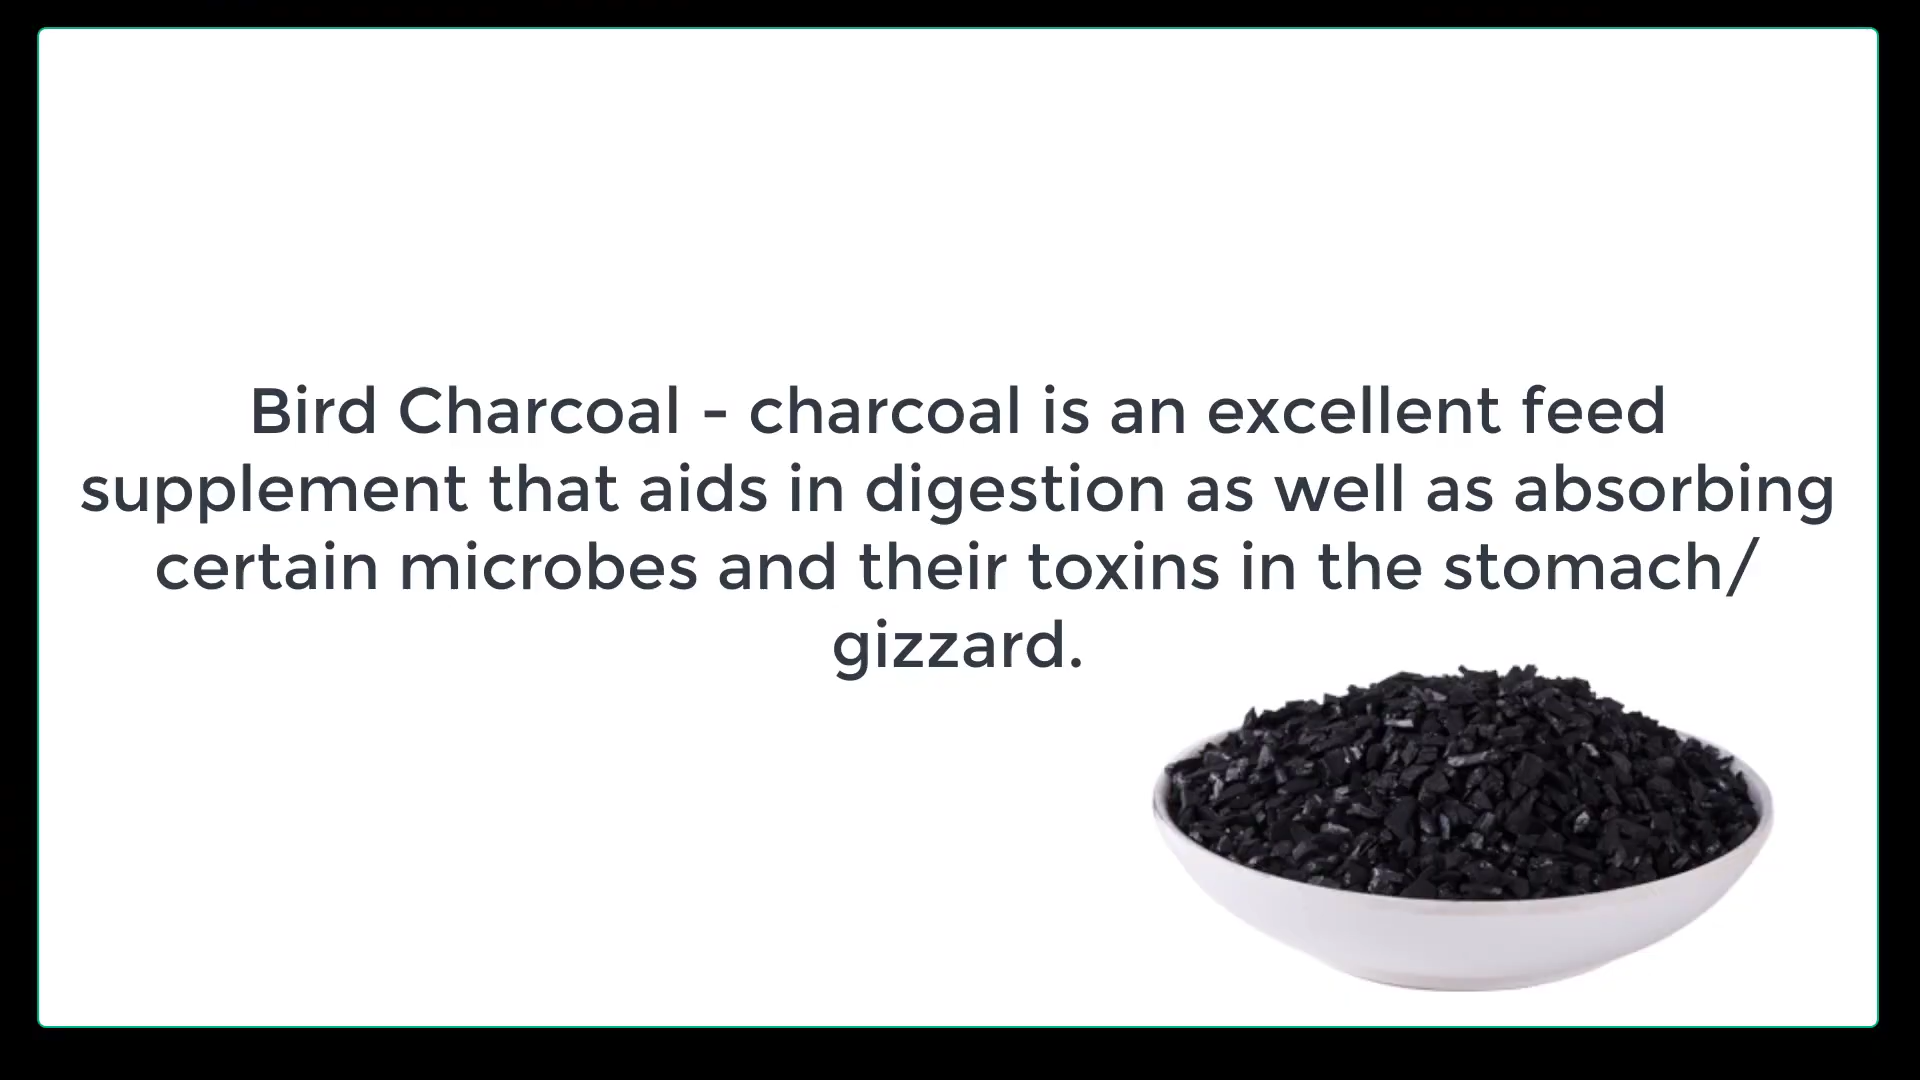 Bird Charcoal - charcoal is an excellent feed
supplement that aids in digestion as well as absorbing
certain microbes and their toxins in the stomach/
gizzard.